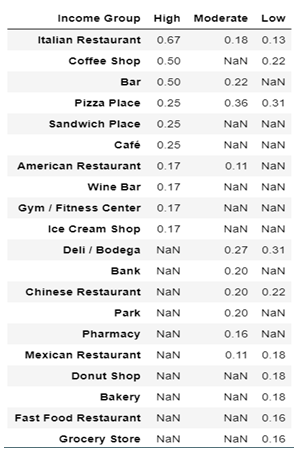 Income Group High Moderate Low
Italian Restaurant 0.67 0.18 0.13
Coffee Shop 0.50 NaN 0.22
Bar 0.50 0.22 NaN
Pizza Place 0.25 0.36 0.31
Sandwich Place 0.25 NaN NaN
Café 0.25 NaN NaN
American Restaurant 0.17 0.11 NaN
Wine Bar 0.17 NaN NaN
Gym / Fitness Center 0.17 NaN NaN
Ice Cream Shop 0.17 NaN NaN
Deli / Bodega NaN 0.27 0.31
Bank NaN 0.20 NaN
Chinese Restaurant NaN 0.20 0.22
Park NaN 0.20 NaN
Pharmacy NaN 0.16 NaN
Mexican Restaurant NaN 0.11 0.18
Donut Shop NaN NaN 0.18
Bakery NaN NaN 0.18
Fast Food Restaurant NaN NaN 0.16
Grocery Store NaN NaN 0.16